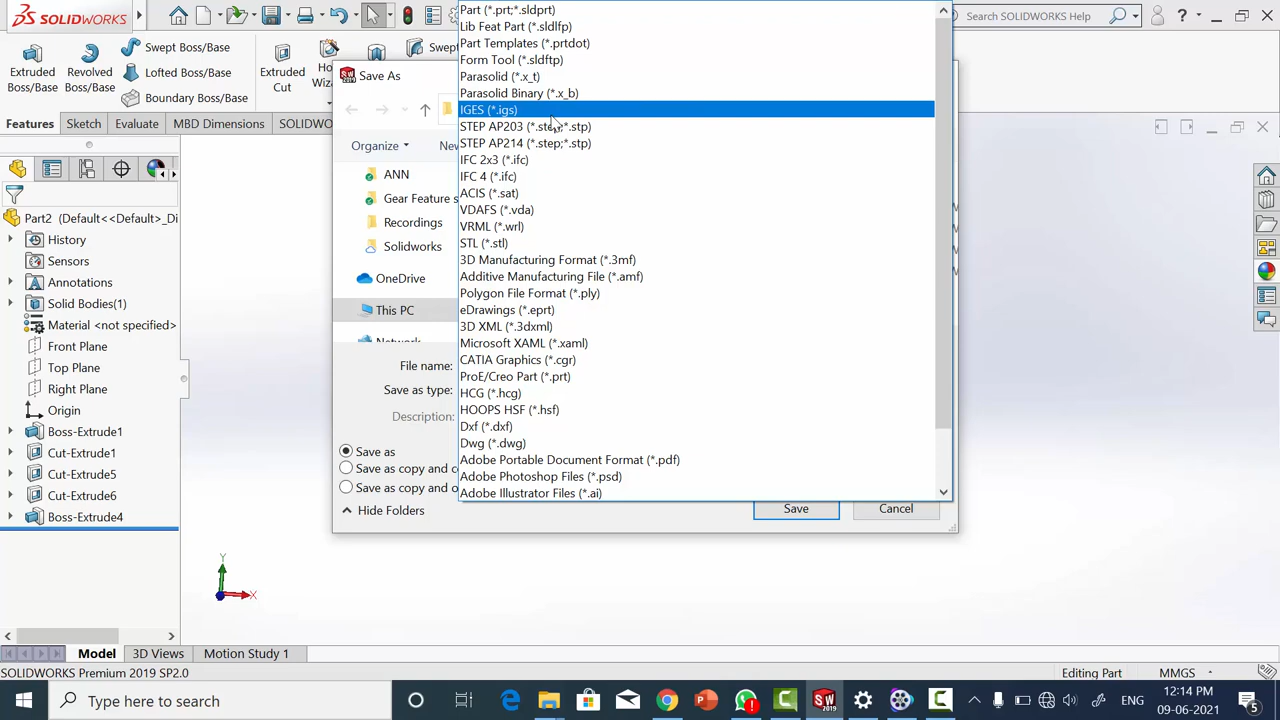 SOLIDWORKS
Search SOLIDWORKS Help
Extruded Boss/Base
Revolved Boss/Base
Swept Boss/Base
Lofted Boss/Base
Boundary Boss/Base
Extruded Cut
Hole
Swept
Features
Sketch
Evaluate
MBD Dimensions
SOLIDWO
Save As
Organize
New
ANN
Gear Feature s
Recordings
Solidworks
OneDrive
This PC
Network
File name:
Save as type:
Description:
Save as
Save as copy and c
Save as copy and o
Hide Folders
Save
Cancel
Part (*.prt;*.sldprt)
Lib Feat Part (*.sldlfp)
Part Templates (*.prtdot)
Form Tool (*.sldftp)
Parasolid (*.x_t)
Parasolid Binary (*.x_b)
IGES (*.igs)
STEP AP203 (*.step;*.stp)
STEP AP214 (*.step;*.stp)
IFC 2x3 (*.ifc)
IFC 4 (*.ifc)
ACIS (*.sat)
VDAFS (*.vda)
VRML (*.wrl)
STL (*.stl)
3D Manufacturing Format (*.3mf)
Additive Manufacturing File (*.amf)
Polygon File Format (*.ply)
eDrawings (*.eprt)
3D XML (*.3dxml)
Microsoft XAML (*.xaml)
CATIA Graphics (*.cgr)
ProE/Creo Part (*.prt)
HCG (*.hcg)
HOOPS HSF (*.hsf)
Dxf (*.dxf)
Dwg (*.dwg)
Adobe Portable Document Format (*.pdf)
Adobe Photoshop Files (*.psd)
Adobe Illustrator Files (*.ai)
Part2 (Default<<Default>_Di
History
Sensors
Annotations
Solid Bodies(1)
Material <not specified>
Front Plane
Top Plane
Right Plane
Origin
Boss-Extrude1
Cut-Extrude1
Cut-Extrude5
Cut-Extrude6
Boss-Extrude4
Y
X
Model
3D Views
Motion Study 1
SOLIDWORKS Premium 2019 SP2.0
Editing Part
MMGS
Type here to search
ENG
12:14 PM
09-06-2021
5